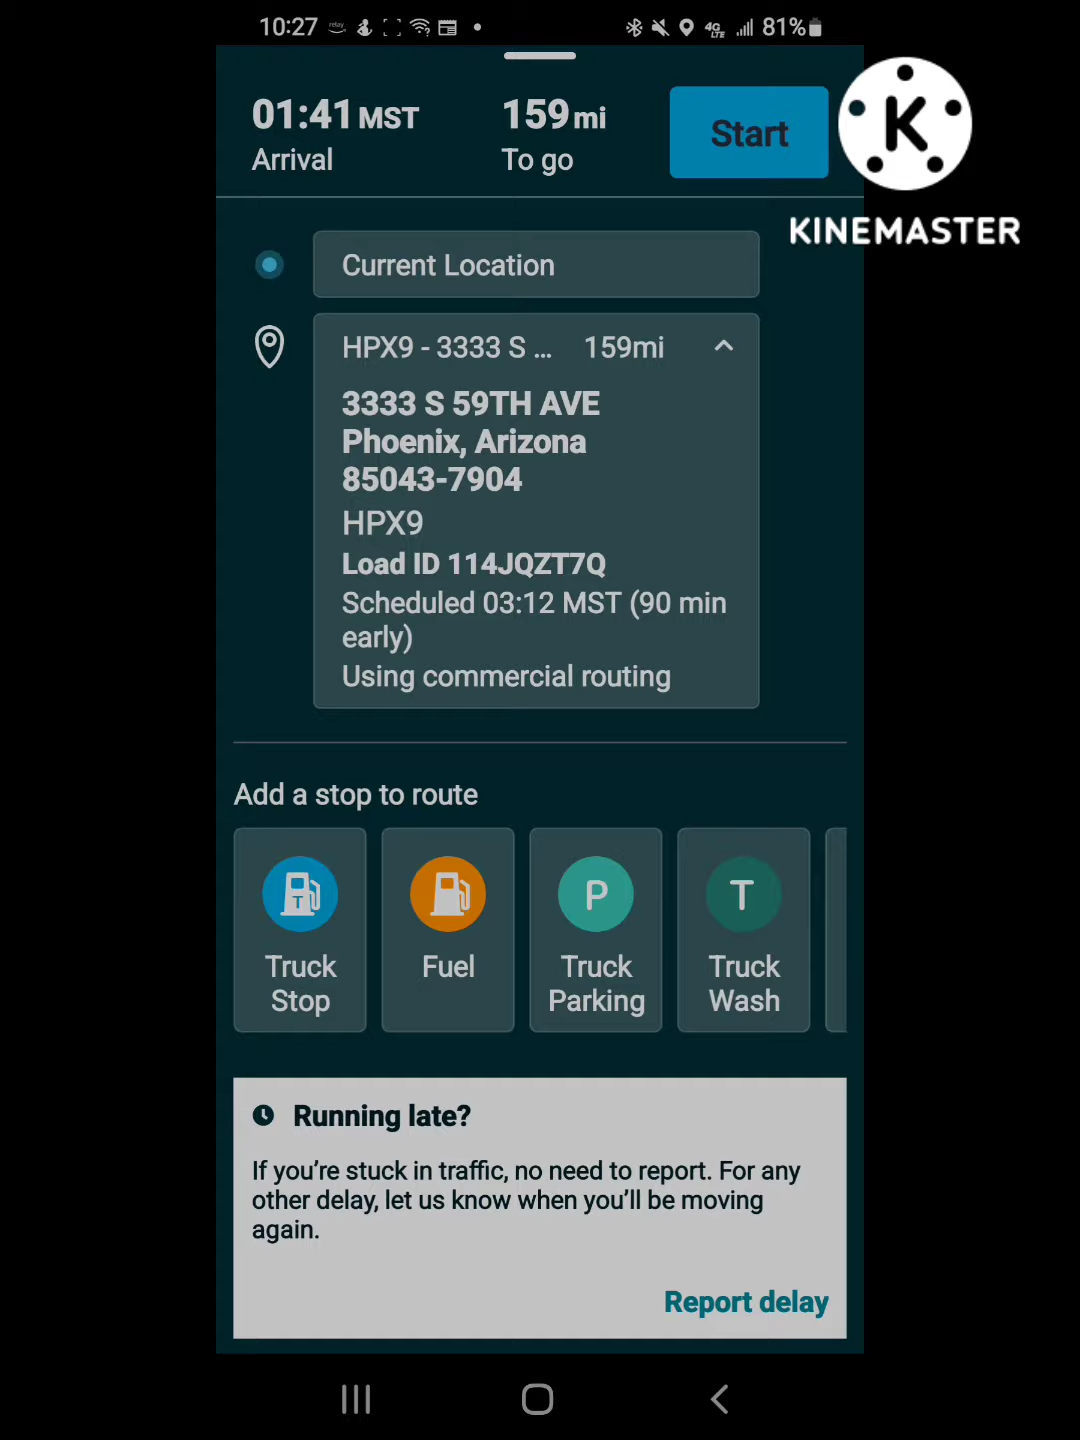 10:27 relay 4G LTE 81%
01:41 MST 159 mi Start
Arrival To go
K
KINEMASTER
Current Location
HPX9 - 3333 S ... 159mi
3333 S 59TH AVE
Phoenix, Arizona
85043-7904
HPX9
Load ID 114JQZT7Q
Scheduled 03:12 MST (90 min
early)
Using commercial routing
Add a stop to route
T P T
Truck Stop
Fuel
Truck Parking
Truck Wash
Running late?
If you’re stuck in traffic, no need to report. For any
other delay, let us know when you’ll be moving
again.
Report delay